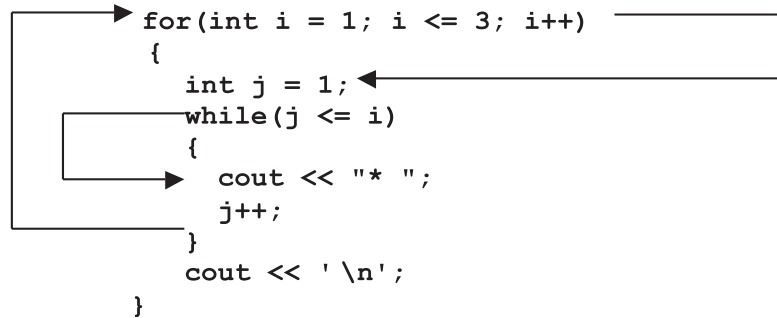 for(int i = 1; i <= 3; i++)
{
int j = 1;
while(j <= i)
{
cout << "* ";
j++;
}
cout << '\n';
}